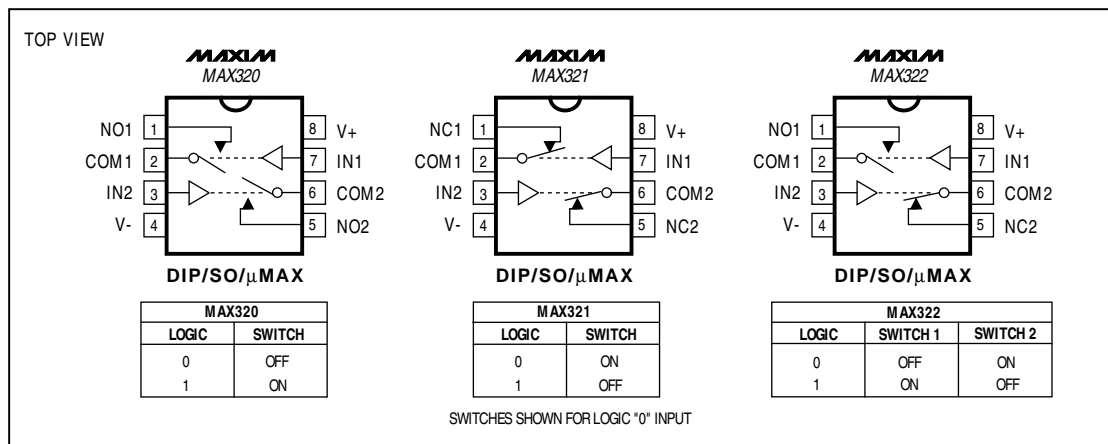 TOP VIEW
MAXIM
MAX320
NO1 1
COM1 2
IN2 3
V- 4
8 V+
7 IN1
6 COM2
5 NO2
DIP/SO/µMAX
MAX320
LOGIC SWITCH
0 OFF
1 ON
MAXIM
MAX321
NC1 1
COM1 2
IN2 3
V- 4
8 V+
7 IN1
6 COM2
5 NC2
DIP/SO/µMAX
MAX321
LOGIC SWITCH
0 ON
1 OFF
MAXIM
MAX322
NO1 1
COM1 2
IN2 3
V- 4
8 V+
7 IN1
6 COM2
5 NC2
DIP/SO/µMAX
MAX322
LOGIC SWITCH 1 SWITCH 2
0 OFF ON
1 ON OFF
SWITCHES SHOWN FOR LOGIC "0" INPUT